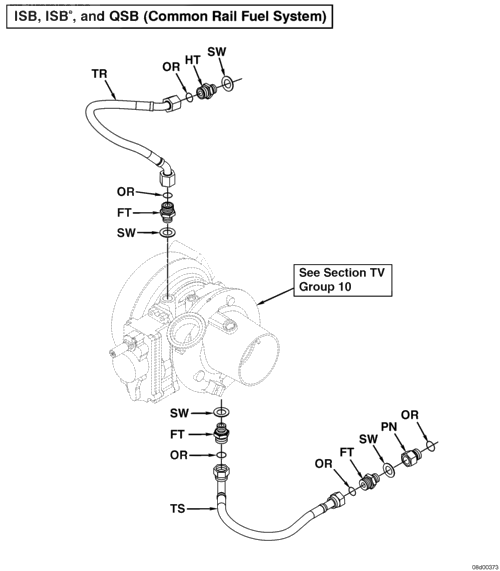 ISB, ISBᵉ, and QSB (Common Rail Fuel System)
SW
HT
OR
TR
OR
FT
SW
See Section TV
Group 10
SW
FT
OR
TS
OR
FT
SW
PN
OR
08d00373